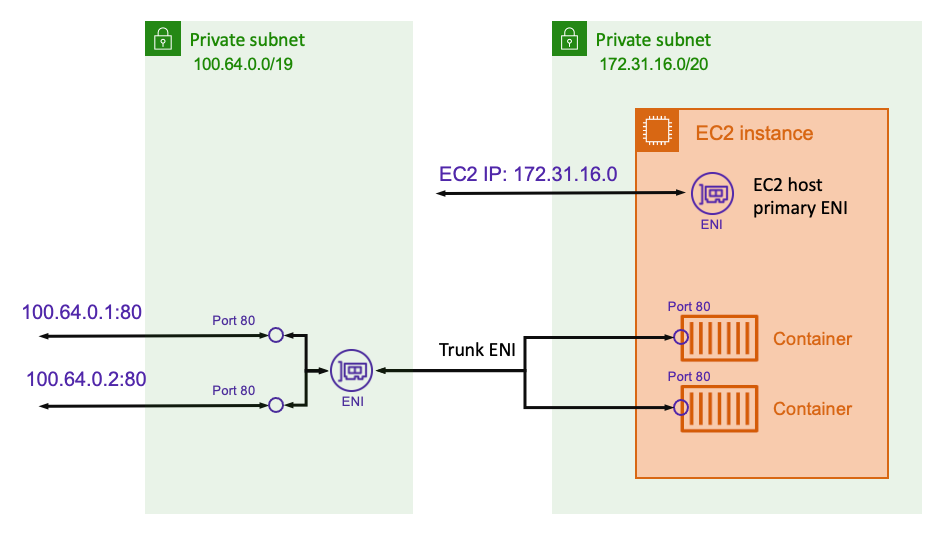 Private subnet
100.64.0.0/19
Private subnet
172.31.16.0/20
EC2 instance
EC2 IP: 172.31.16.0
EC2 host
primary ENI
ENI
100.64.0.1:80
Port 80
Port 80
Container
Trunk ENI
100.64.0.2:80
Port 80
ENI
Port 80
Container